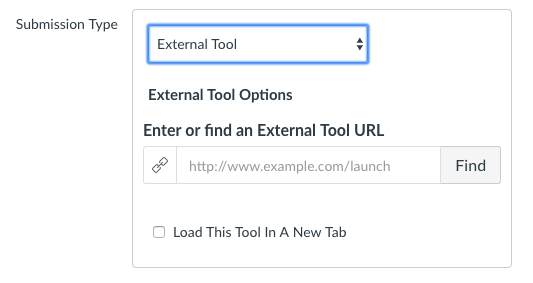 Submission Type
External Tool
External Tool Options
Enter or find an External Tool URL
http://www.example.com/launch
Find
Load This Tool In A New Tab